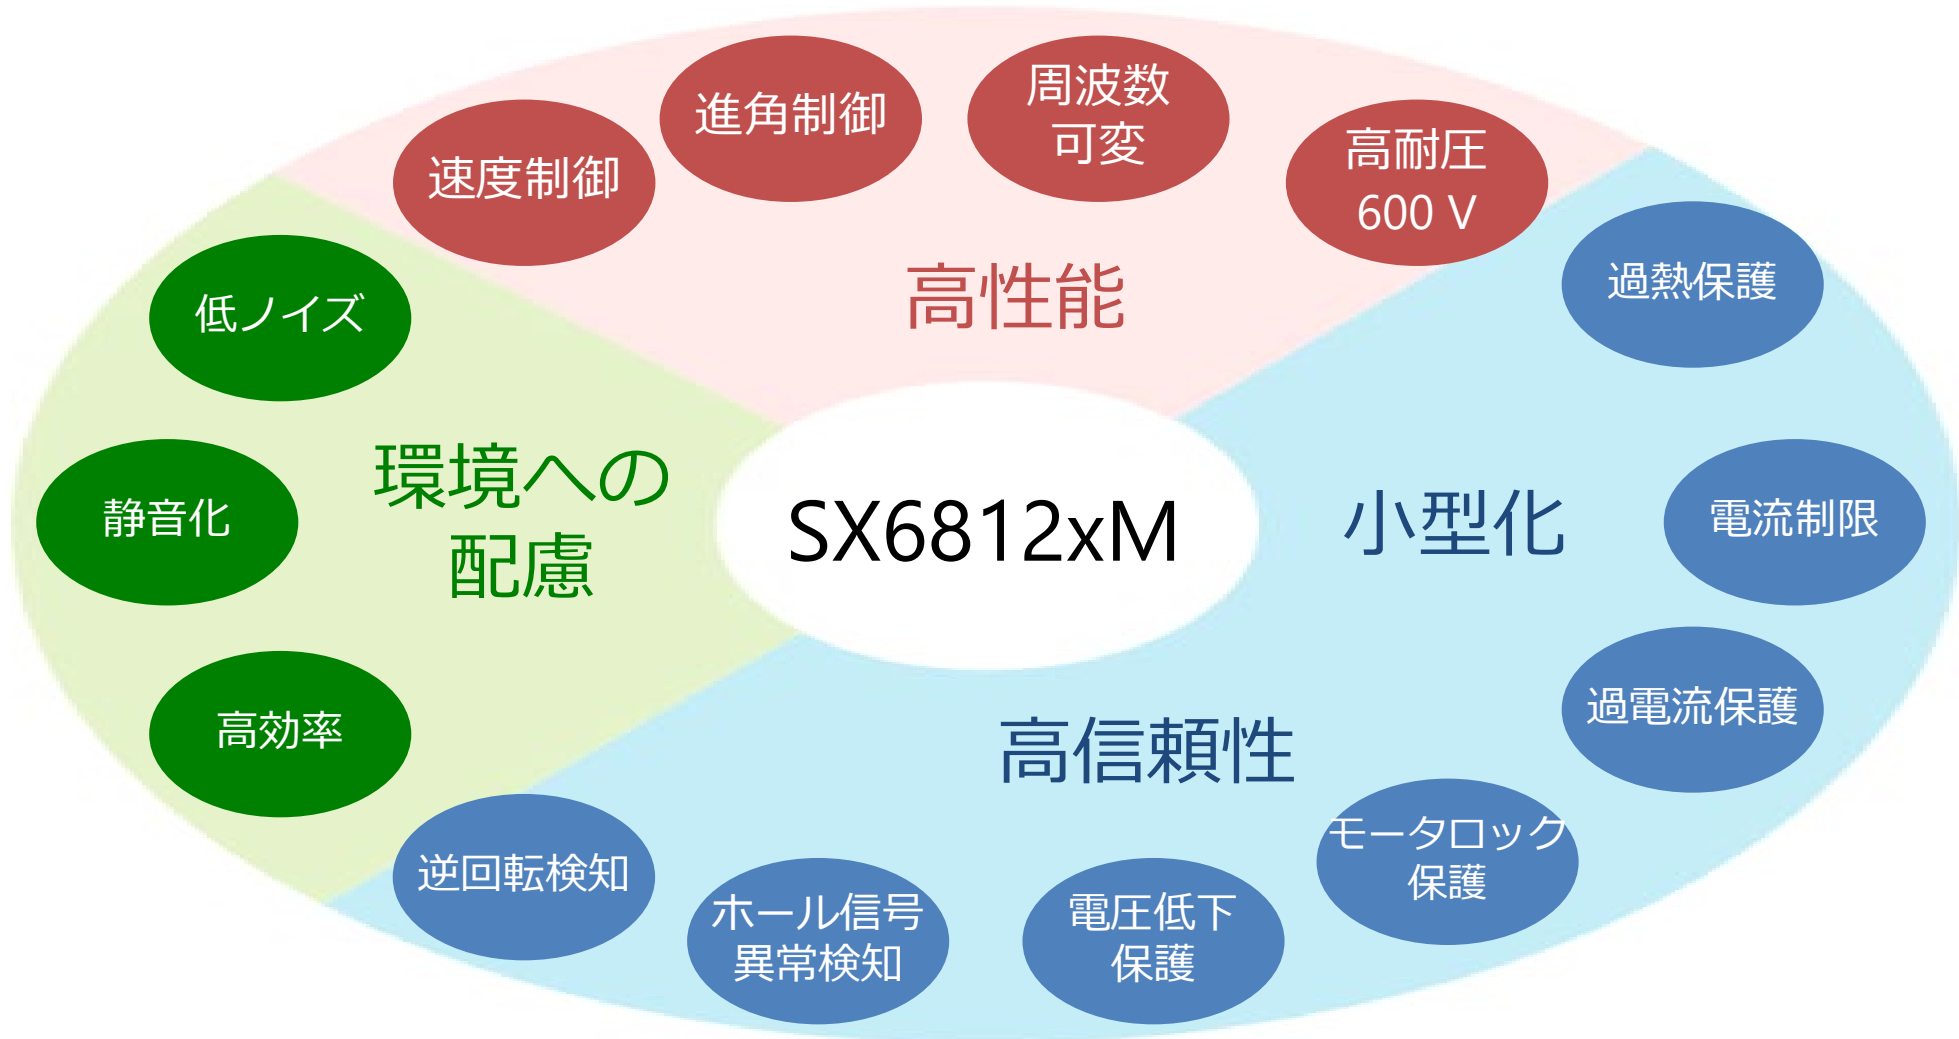 進角制御
周波数
可変
速度制御
高耐圧
600 V
高性能
過熱保護
低ノイズ
環境への
配慮
静音化
SX6812xM
小型化
電流制限
高効率
高信頼性
過電流保護
モータロック
保護
逆回転検知
ホール信号
異常検知
電圧低下
保護